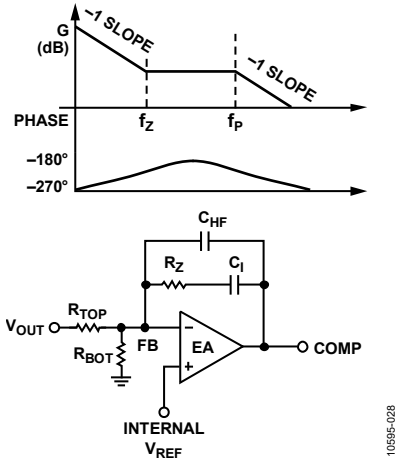 G
(dB)
–1 SLOPE
–1 SLOPE
PHASE
fZ
fP
–180°
–270°
CHF
RZ
CI
RTOP
VOUT
RBOT
FB
–
EA
+
COMP
INTERNAL
VREF
10595-028